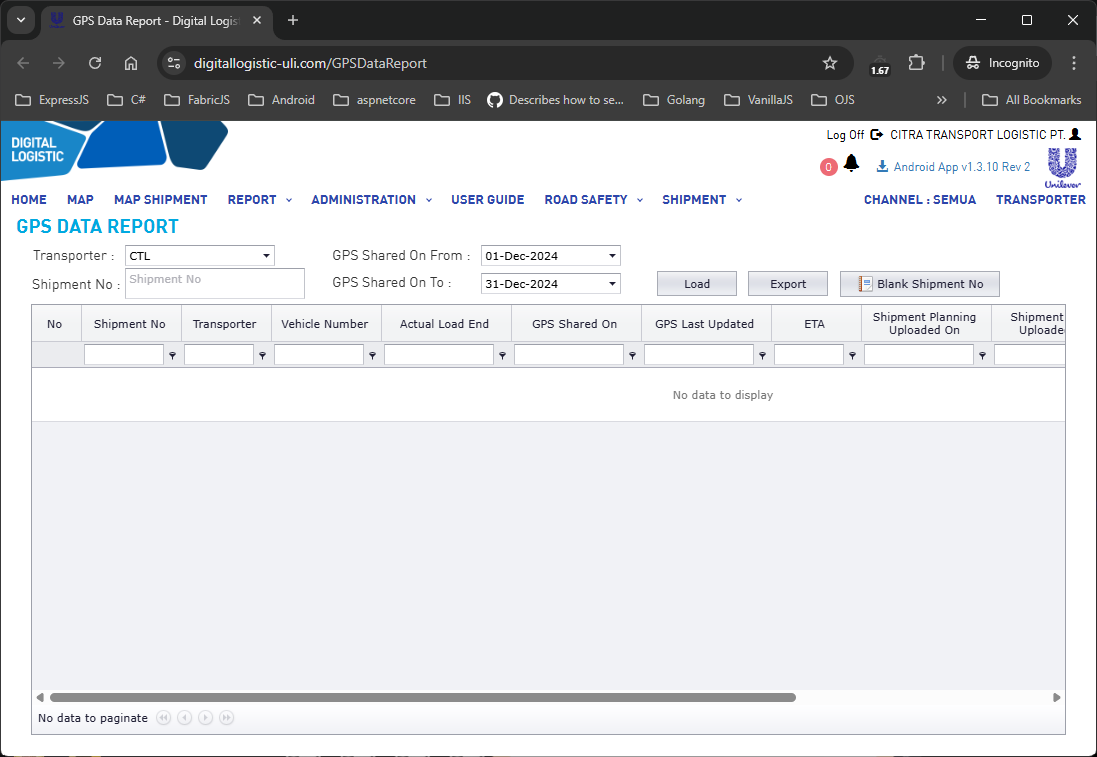 GPS Data Report - Digital Logis
digitallogistic-uli.com/GPSDataReport
1.67
Incognito
ExpressJS C# FabricJS Android aspnetcore IIS Describes how to se... Golang VanillaJS OJS » All Bookmarks
DIGITAL
LOGISTIC
Log Off CITRA TRANSPORT LOGISTIC PT.
0 Android App v1.3.10 Rev 2
Unilever
HOME MAP MAP SHIPMENT REPORT ADMINISTRATION USER GUIDE ROAD SAFETY SHIPMENT CHANNEL : SEMUA TRANSPORTER
GPS DATA REPORT
Transporter : CTL GPS Shared On From : 01-Dec-2024
Shipment No : Shipment No GPS Shared On To : 31-Dec-2024 Load Export Blank Shipment No
No Shipment No Transporter Vehicle Number Actual Load End GPS Shared On GPS Last Updated ETA Shipment Planning Uploaded On Shipment Uploade
No data to display
No data to paginate